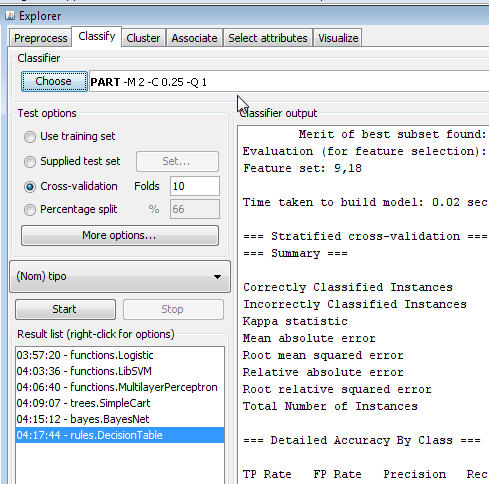 Explorer
Preprocess Classify Cluster Associate Select attributes Visualize
Classifier
Choose PART -M 2 -C 0.25 -Q 1
Test options
Use training set
Supplied test set Set...
Cross-validation Folds 10
Percentage split % 66
More options...
(Nom) tipo
Start Stop
Result list (right-click for options)
03:57:20 - functions.Logistic
04:03:36 - functions.LibSVM
04:06:40 - functions.MultilayerPerceptron
04:09:07 - trees.SimpleCart
04:15:12 - bayes.BayesNet
04:17:44 - rules.DecisionTable
Classifier output
Merit of best subset found:
Evaluation (for feature selection):
Feature set: 9,18
Time taken to build model: 0.02 sec
=== Stratified cross-validation ===
=== Summary ===
Correctly Classified Instances
Incorrectly Classified Instances
Kappa statistic
Mean absolute error
Root mean squared error
Relative absolute error
Root relative squared error
Total Number of Instances
=== Detailed Accuracy By Class ===
TP Rate FP Rate Precision Rec